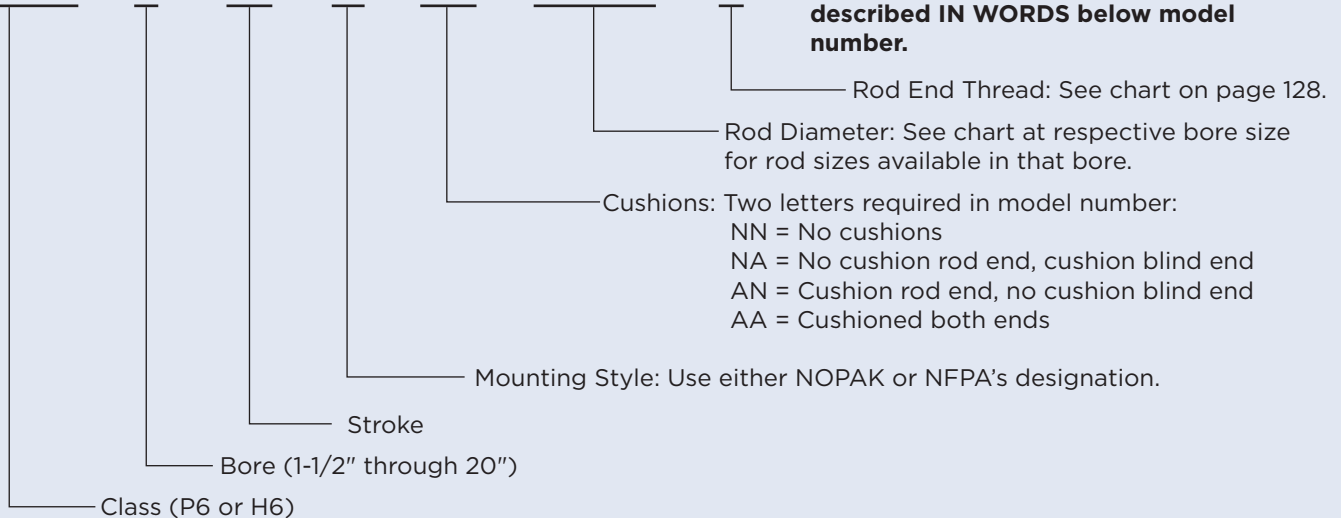 described IN WORDS below model
number.
Rod End Thread: See chart on page 128.
Rod Diameter: See chart at respective bore size
for rod sizes available in that bore.
Cushions: Two letters required in model number:
NN = No cushions
NA = No cushion rod end, cushion blind end
AN = Cushion rod end, no cushion blind end
AA = Cushioned both ends
Mounting Style: Use either NOPAK or NFPA’s designation.
Stroke
Bore (1-1/2" through 20")
Class (P6 or H6)